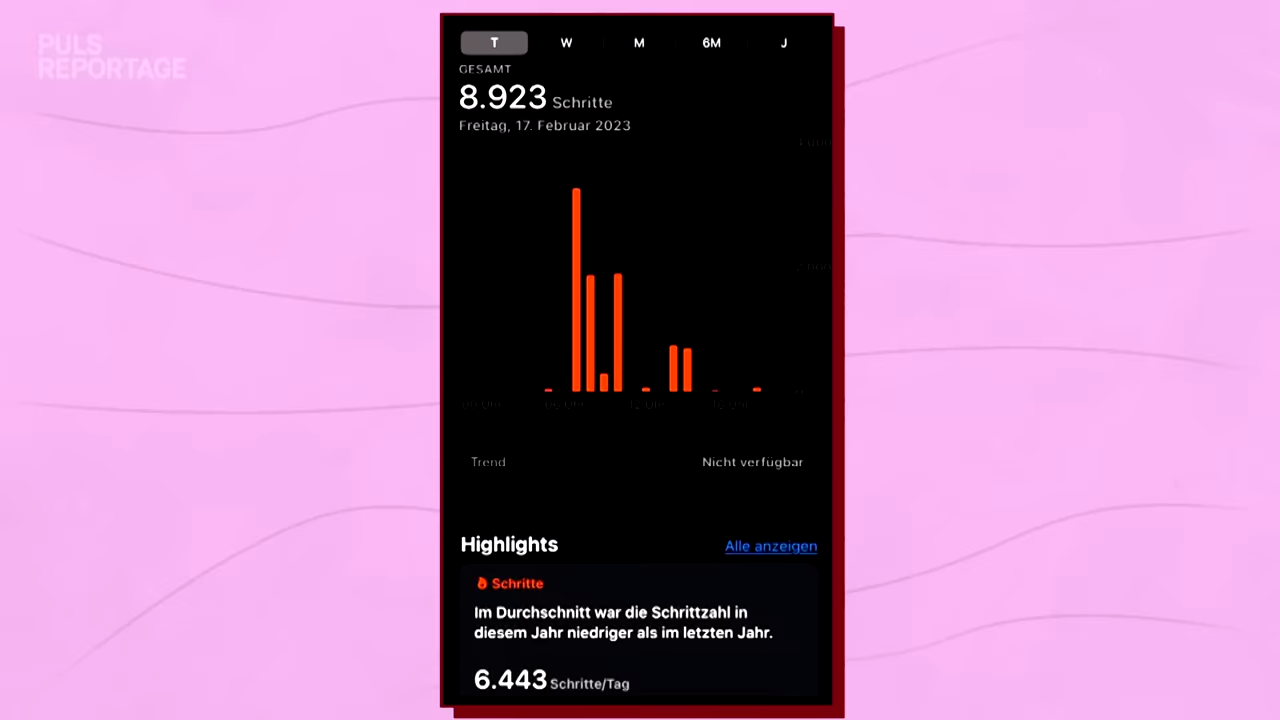 PULS
REPORTAGE
T W M 6M J
GESAMT
8.923 Schritte
Freitag, 17. Februar 2023
Trend Nicht verfügbar
Highlights Alle anzeigen
Schritte
Im Durchschnitt war die Schrittzahl in
diesem Jahr niedriger als im letzten Jahr.
6.443 Schritte/Tag